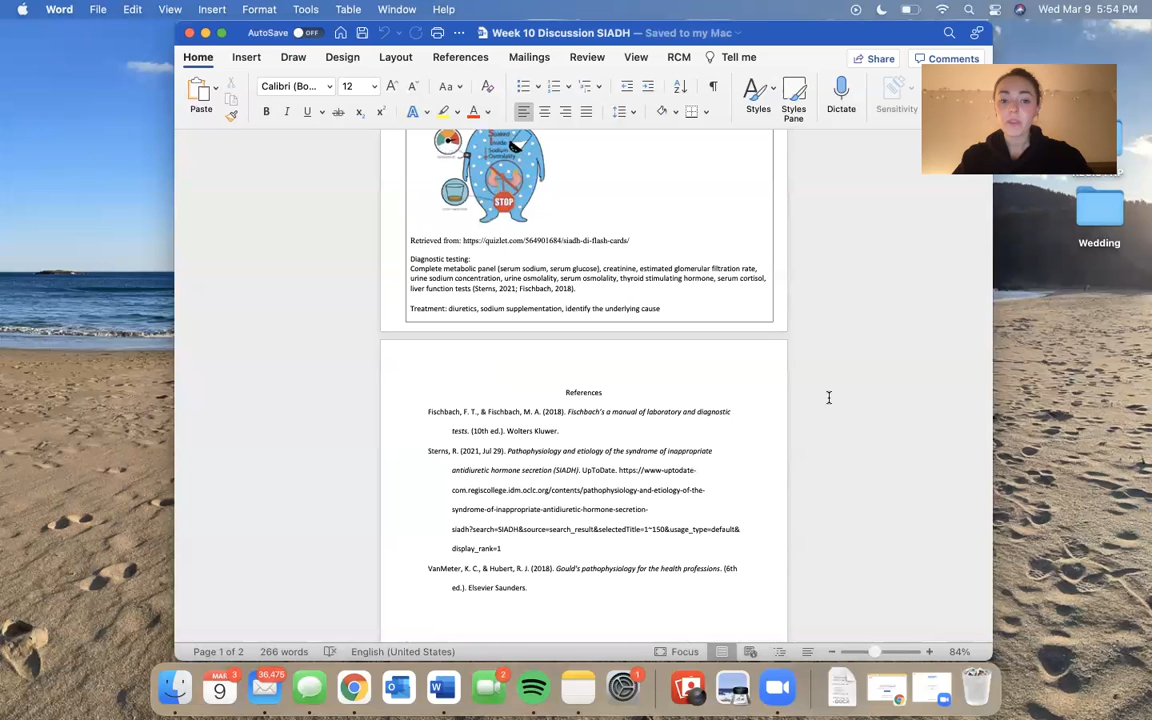 Word File Edit View Insert Format Tools Table Window Help Wed Mar 9 5:54 PM
AutoSave OFF Week 10 Discussion SIADH — Saved to my Mac
Home Insert Draw Design Layout References Mailings Review View RCM Tell me Share Comments
Paste Calibri (Bo... 12 Styles Styles Pane Dictate Sensitivity
STOP
Wedding
Retrieved from: https://quizlet.com/564901684/siadh-di-flash-cards/
Diagnostic testing:
Complete metabolic panel (serum sodium, serum glucose), creatinine, estimated glomerular filtration rate,
urine sodium concentration, urine osmolality, serum osmolality, thyroid stimulating hormone, serum cortisol,
liver function tests (Sterns, 2021; Fischbach, 2018).
Treatment: diuretics, sodium supplementation, identify the underlying cause
References
Fischbach, F. T., & Fischbach, M. A. (2018). Fischbach's a manual of laboratory and diagnostic
tests. (10th ed.). Wolters Kluwer.
Sterns, R. (2021, Jul 29). Pathophysiology and etiology of the syndrome of inappropriate
antidiuretic hormone secretion (SIADH). UpToDate. https://www-uptodate-
com.regiscollege.idm.oclc.org/contents/pathophysiology-and-etiology-of-the-
syndrome-of-inappropriate-antidiuretic-hormone-secretion-
siadh?search=SIADH&source=search_result&selectedTitle=1~150&usage_type=default&
display_rank=1
VanMeter, K. C., & Hubert, R. J. (2018). Gould's pathophysiology for the health professions. (6th
ed.). Elsevier Saunders.
Page 1 of 2 266 words English (United States) Focus 84%
MAR 9 3 36,475 2 1